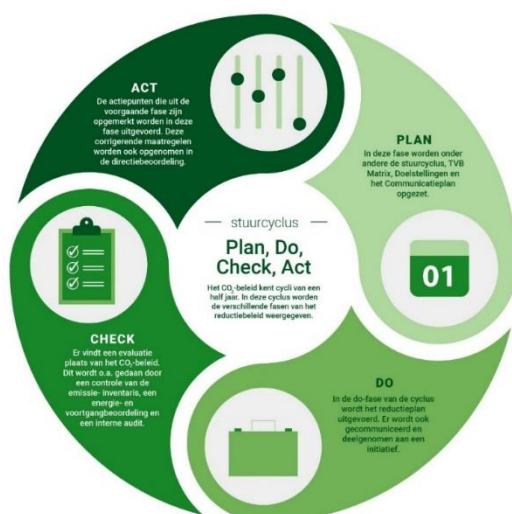 ACT
De actiepunten die uit de
voorgaande fase zijn
opgemerkt worden in deze
fase uitgevoerd. Deze
corrigerende maatregelen
worden ook opgenomen in
de directiebeoordeling.
PLAN
In deze fase worden onder
andere de stuurcyclus, TVB
Matrix, Doelstellingen en
het Communicatieplan
opgezet.
stuurcyclus
Plan, Do,
Check, Act
Het CO₂-beleid kent cycli van een
half jaar. In deze cyclus worden
de verschillende fasen van het
reductiebeleid weergegeven.
01
CHECK
Er vindt een evaluatie
plaats van het CO₂-beleid.
Dit wordt o.a. gedaan door
een controle van de
emissie- inventaris, een
energie- en
voortgangbeoordeling en
een interne audit.
DO
In de do-fase van de cyclus
wordt het reductieplan
uitgevoerd. Er wordt ook
gecommuniceerd en
deelgenomen aan een
initiatief.